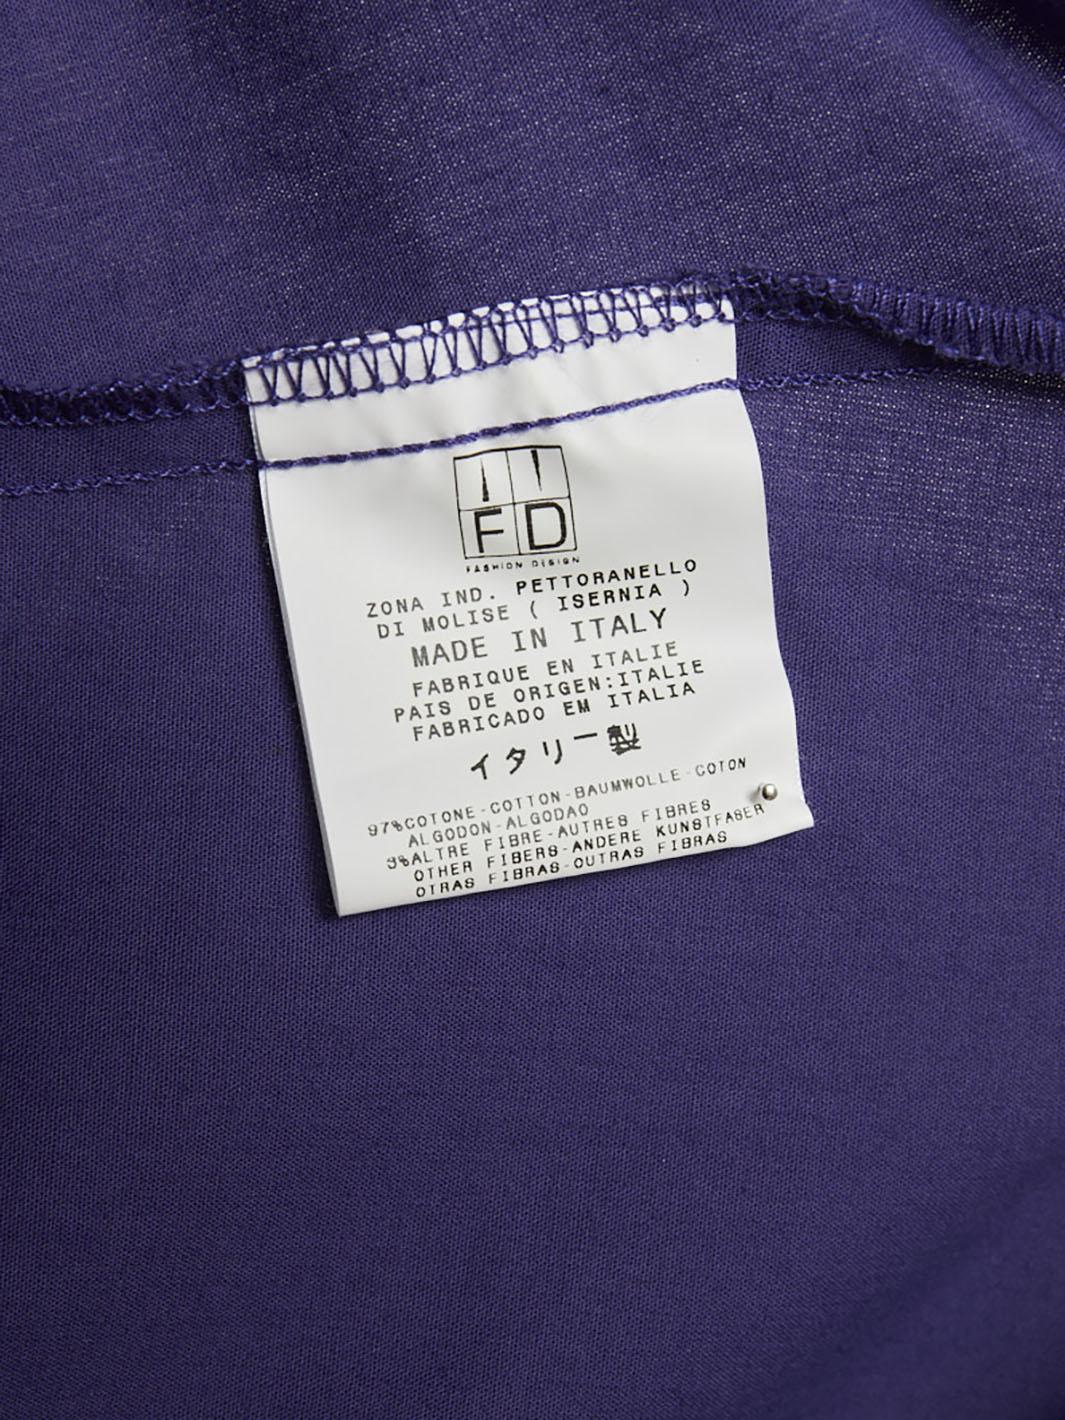 FD
FASHION DESIGN
ZONA IND. PETTORANELLO
DI MOLISE ( ISERNIA )
MADE IN ITALY
FABRIQUE EN ITALIE
PAIS DE ORIGEN:ITALIE
FABRICADO EM ITALIA
イタリー製
97%COTONE-COTTON-BAUMWOLLE-COTON
ALGODON-ALGODAO
3%ALTRE FIBRE-AUTRES FIBRES
OTHER FIBERS-ANDERE KUNSTFASER
OTRAS FIBRAS-OUTRAS FIBRAS